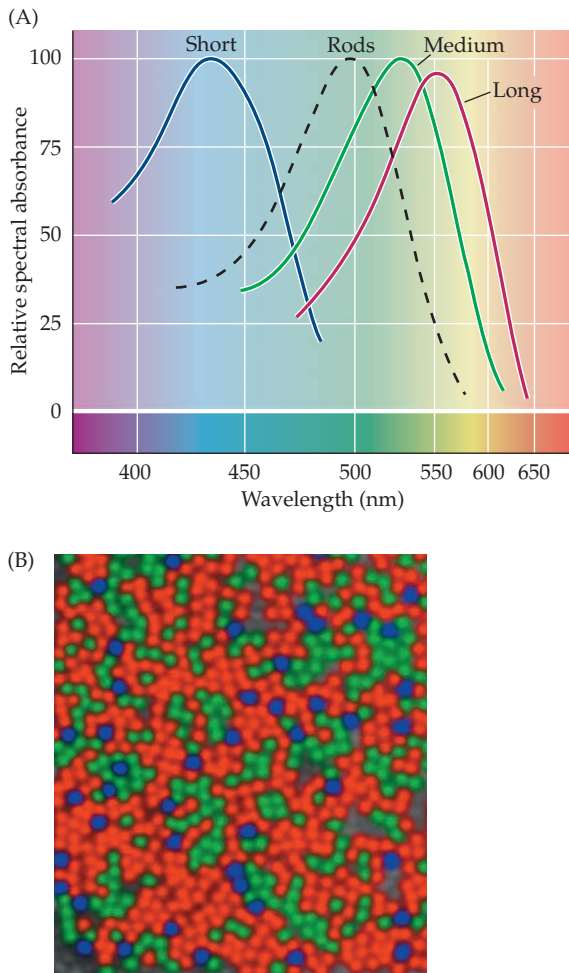 (A)
Short
Rods
Medium
Long
100
75
50
25
0
Relative spectral absorbance
400 450 500 550 600 650
Wavelength (nm)
(B)